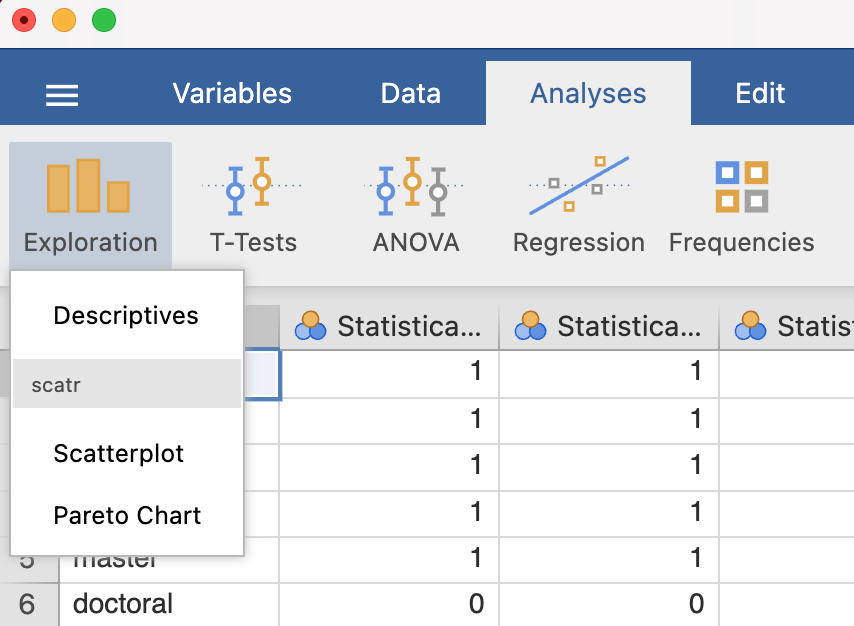 Variables Data Analyses Edit
Exploration T-Tests ANOVA Regression Frequencies
Descriptives
scatr
Scatterplot
Pareto Chart
Statistica... Statistica... Statis
1 1
1 1
1 1
1 1
5 master 1 1
6 doctoral 0 0